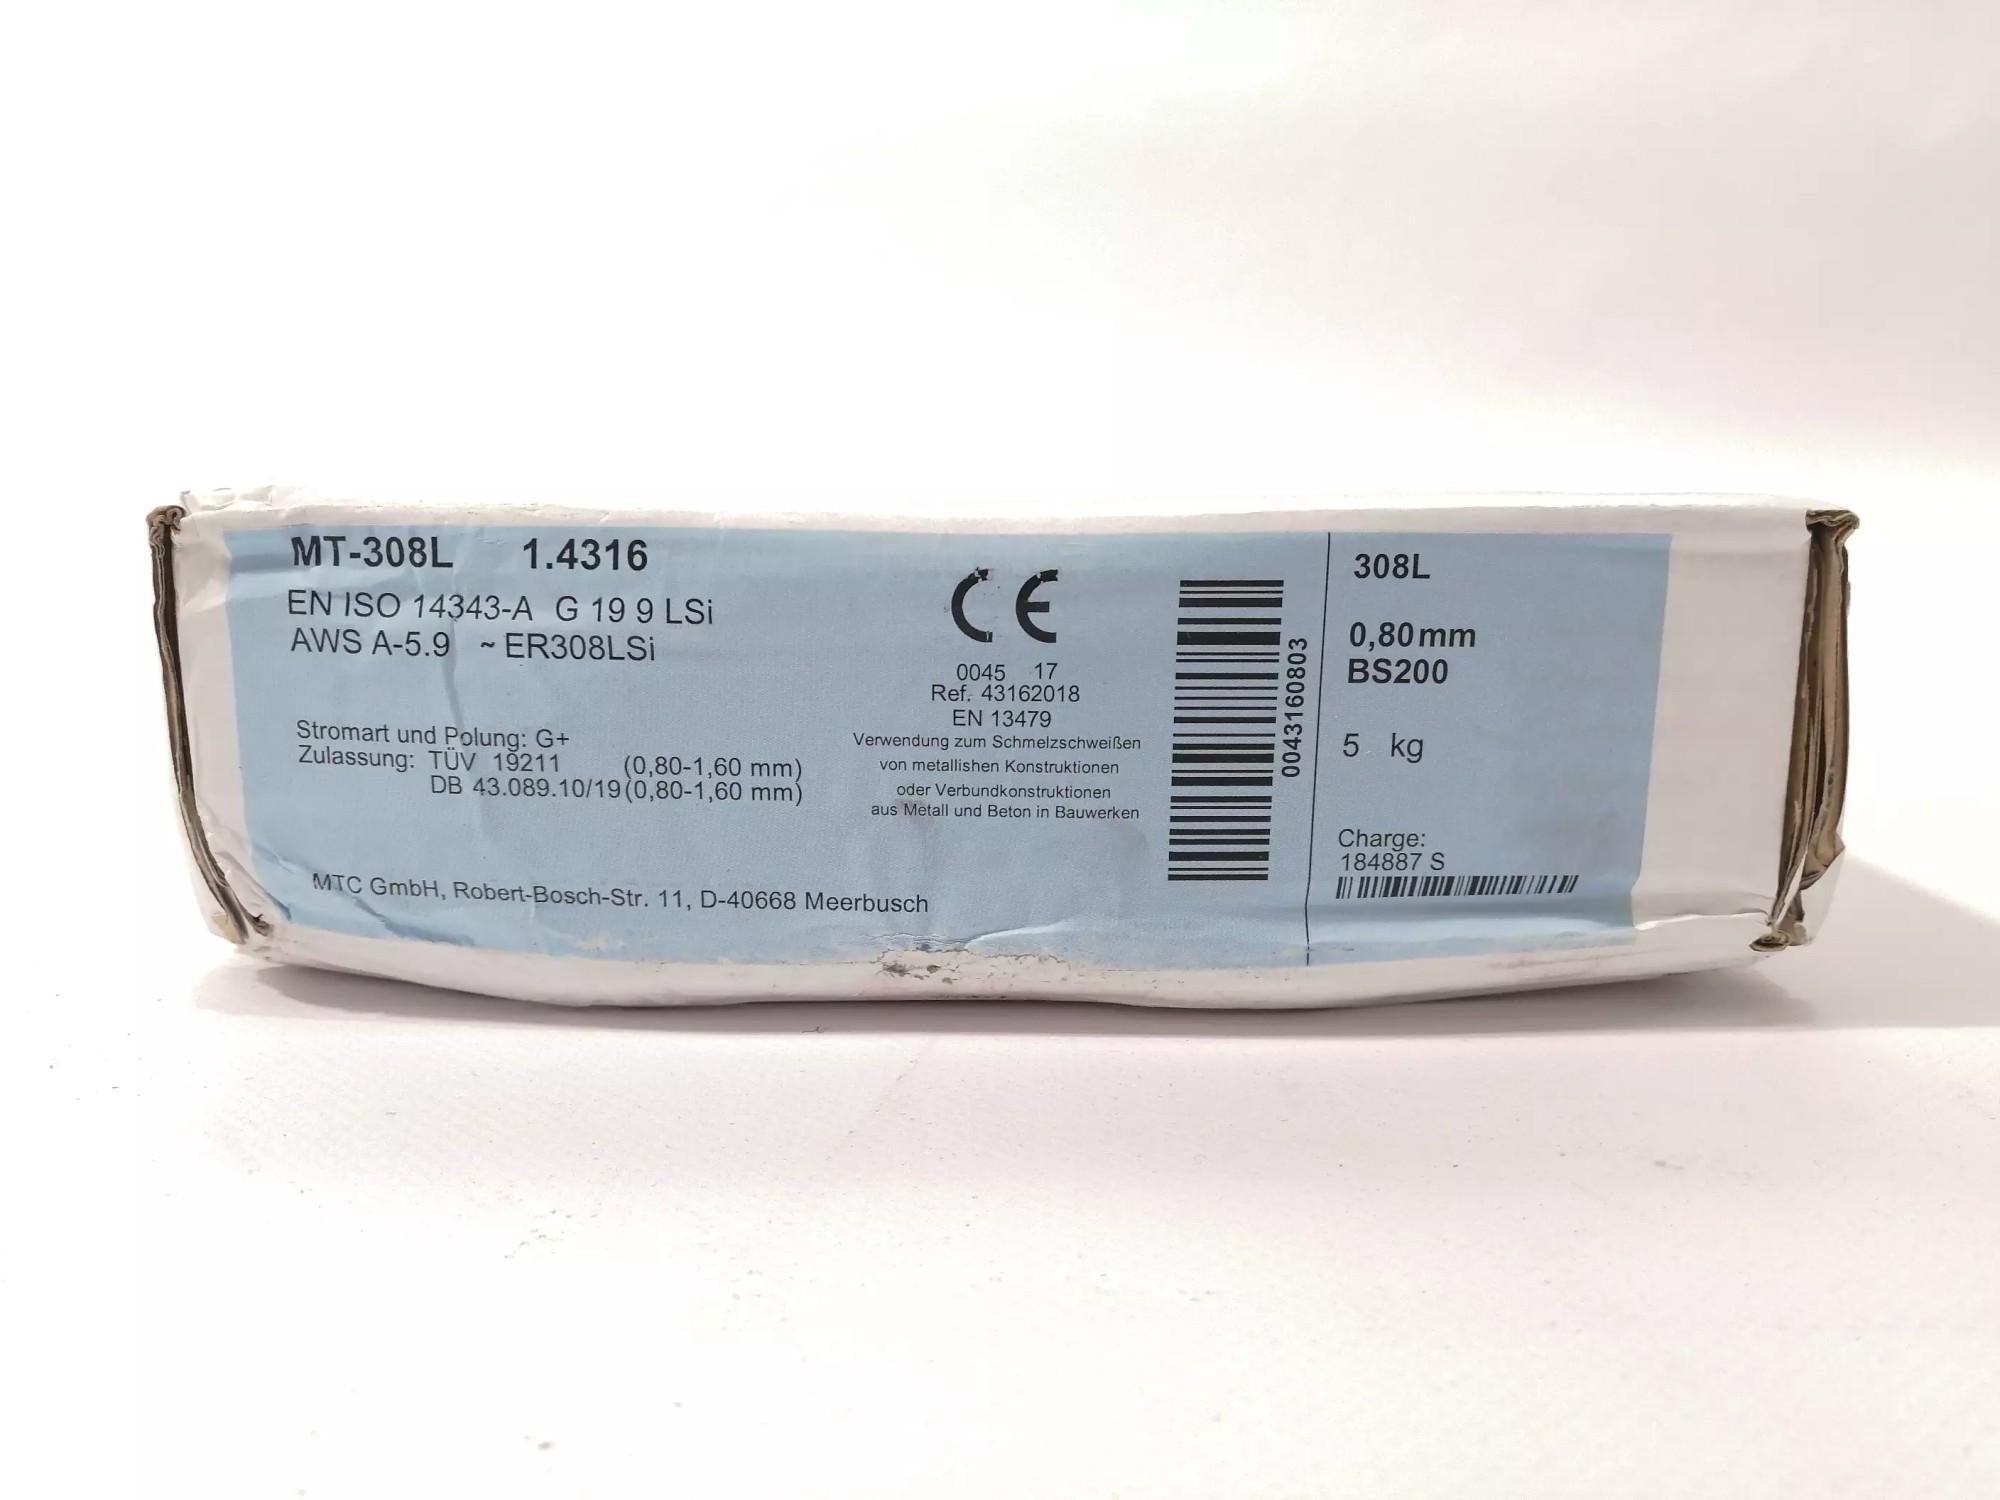 MT-308L 1.4316
EN ISO 14343-A G 19 9 LSi
AWS A-5.9 ~ER308LSi
Stromart und Polung: G+
Zulassung: TÜV 19211 (0,80-1,60 mm)
DB 43.089.10/19 (0,80-1,60 mm)
MTC GmbH, Robert-Bosch-Str. 11, D-40668 Meerbusch
CE
0045 17
Ref. 43162018
EN 13479
Verwendung zum Schmelzschweißen
von metallishen Konstruktionen
oder Verbundkonstruktionen
aus Metall und Beton in Bauwerken
0043160803
308L
0,80mm
BS200
5 kg
Charge:
184887 S